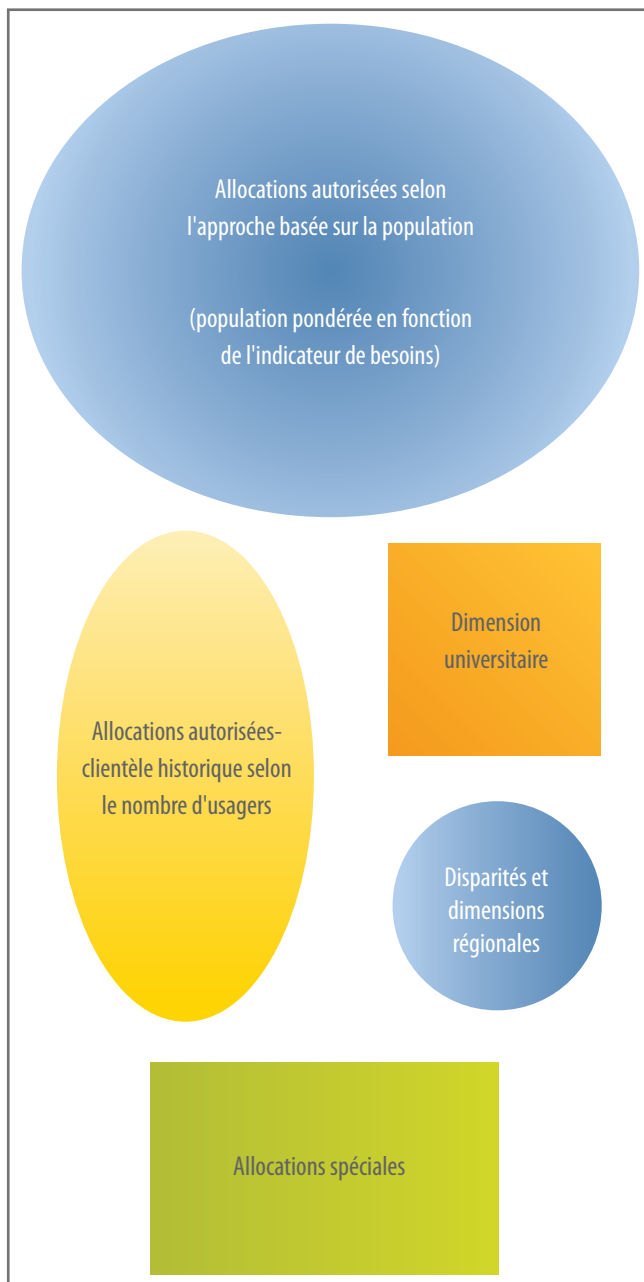 Allocations autorisées selon
l'approche basée sur la population
(population pondérée en fonction
de l'indicateur de besoins)
Dimension
universitaire
Allocations autorisées-
clientèle historique selon
le nombre d'usagers
Disparités et
dimensions
régionales
Allocations spéciales